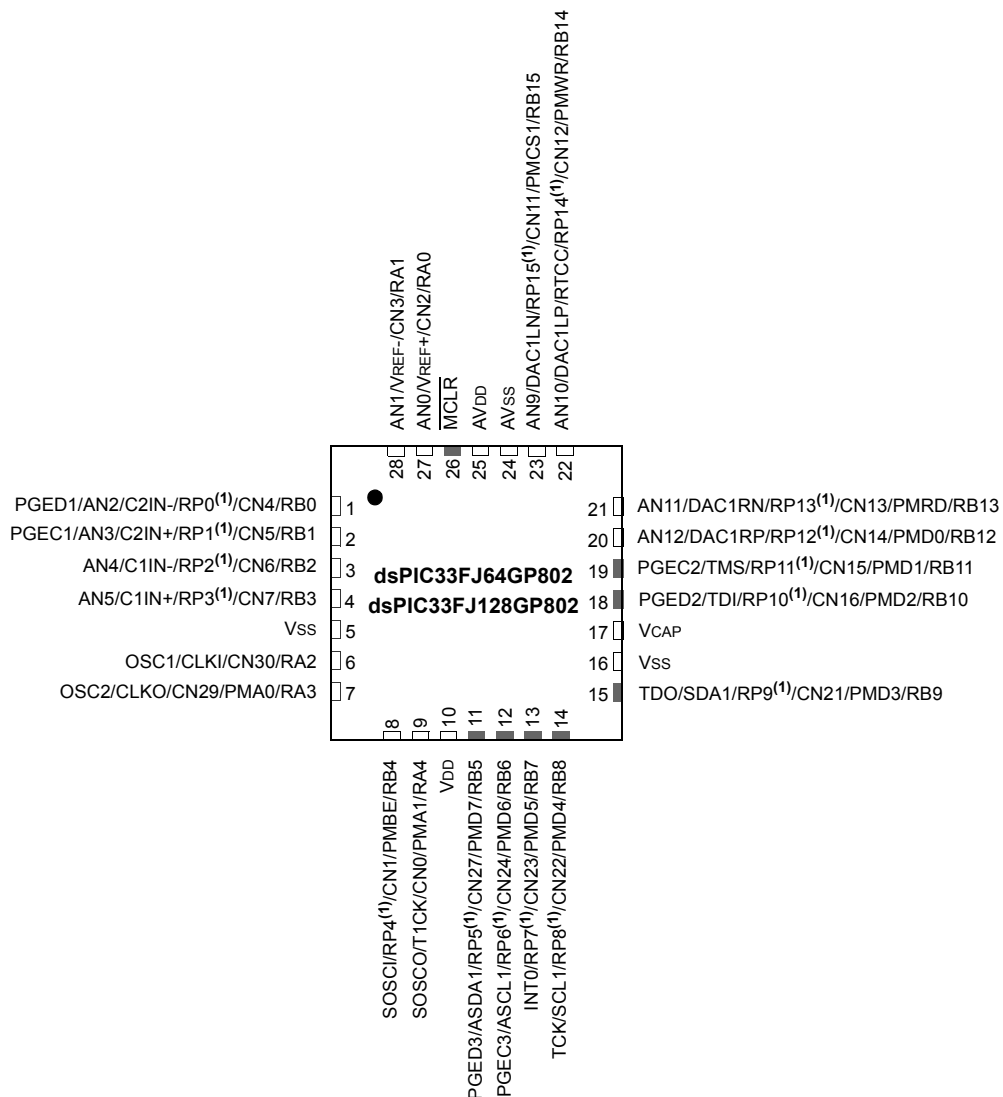 AN1/VREF-/CN3/RA1
AN0/VREF+/CN2/RA0
MCLR
AVDD
AVSS
AN9/DAC1LN/RP15(1)/CN11/PMCS1/RB15
AN10/DAC1LP/RTCC/RP14(1)/CN12/PMWR/RB14
28
27
26
25
24
23
22
PGED1/AN2/C2IN-/RP0(1)/CN4/RB0 1
PGEC1/AN3/C2IN+/RP1(1)/CN5/RB1 2
AN4/C1IN-/RP2(1)/CN6/RB2 3
AN5/C1IN+/RP3(1)/CN7/RB3 4
VSS 5
OSC1/CLKI/CN30/RA2 6
OSC2/CLKO/CN29/PMA0/RA3 7
dsPIC33FJ64GP802
dsPIC33FJ128GP802
21 AN11/DAC1RN/RP13(1)/CN13/PMRD/RB13
20 AN12/DAC1RP/RP12(1)/CN14/PMD0/RB12
19 PGEC2/TMS/RP11(1)/CN15/PMD1/RB11
18 PGED2/TDI/RP10(1)/CN16/PMD2/RB10
17 VCAP
16 VSS
15 TDO/SDA1/RP9(1)/CN21/PMD3/RB9
8
9
10
11
12
13
14
SOSCI/RP4(1)/CN1/PMBE/RB4
SOSCO/T1CK/CN0/PMA1/RA4
VDD
PGED3/ASDA1/RP5(1)/CN27/PMD7/RB5
PGEC3/ASCL1/RP6(1)/CN24/PMD6/RB6
INT0/RP7(1)/CN23/PMD5/RB7
TCK/SCL1/RP8(1)/CN22/PMD4/RB8